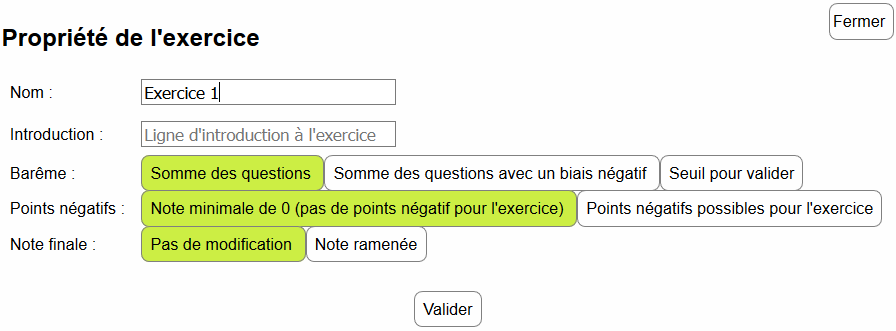 Fermer
Propriété de l'exercice
Nom : Exercice 1
Introduction : Ligne d'introduction à l'exercice
Barême : Somme des questions Somme des questions avec un biais négatif Seuil pour valider
Points négatifs : Note minimale de 0 (pas de points négatif pour l'exercice) Points négatifs possibles pour l'exercice
Note finale : Pas de modification Note ramenée
Valider